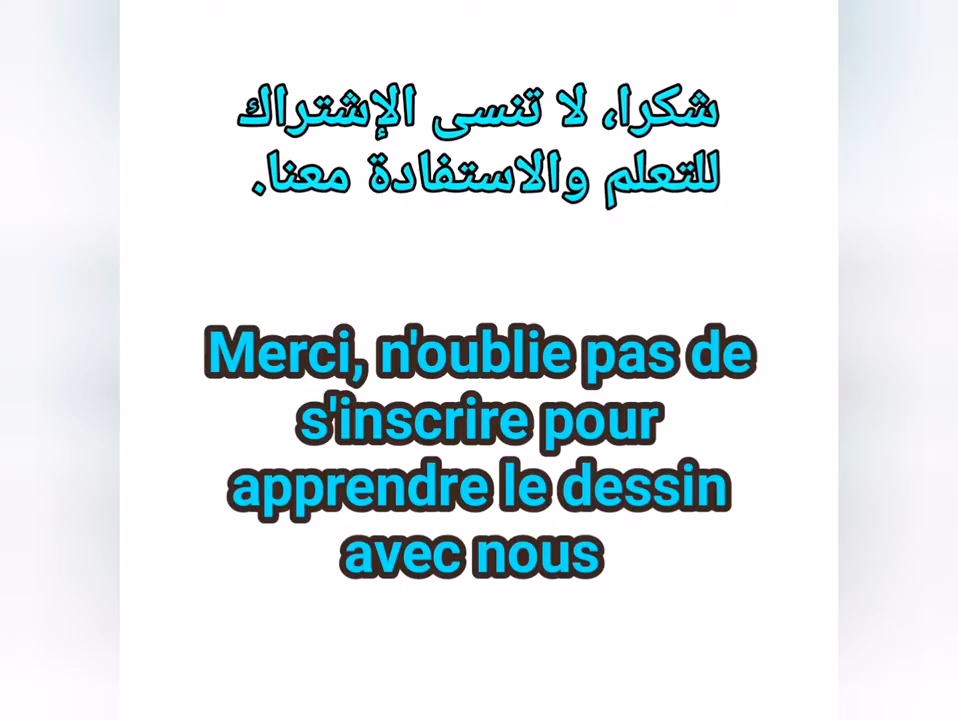 شكرا، لا تنسى الإشتراك
للتعلم والاستفادة معنا.
Merci, n'oublie pas de
s'inscrire pour
apprendre le dessin
avec nous